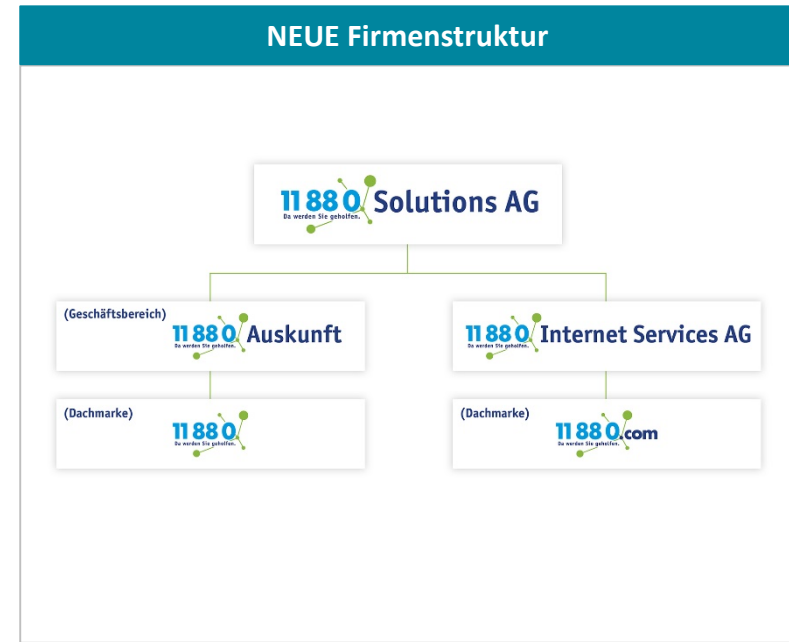 NEUE Firmenstruktur
11 88 0 Solutions AG
Da werden Sie geholfen.
(Geschäftsbereich)
11 88 0 Auskunft
Da werden Sie geholfen.
11 88 0 Internet Services AG
Da werden Sie geholfen.
(Dachmarke)
11 88 0
Da werden Sie geholfen.
(Dachmarke)
11 88 0.com
Da werden Sie geholfen.